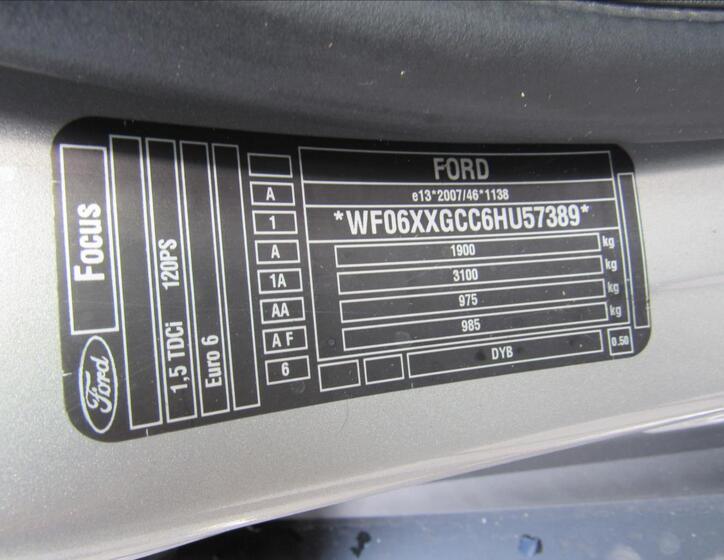 Ford
Focus
1,5 TDCi 120PS
Euro 6
A
1
A
1A
AA
A F
6
FORD
e13*2007/46*1138
*WF06XXGCC6HU57389*
1900 kg
3100 kg
975 kg
985 kg
DYB
0.50